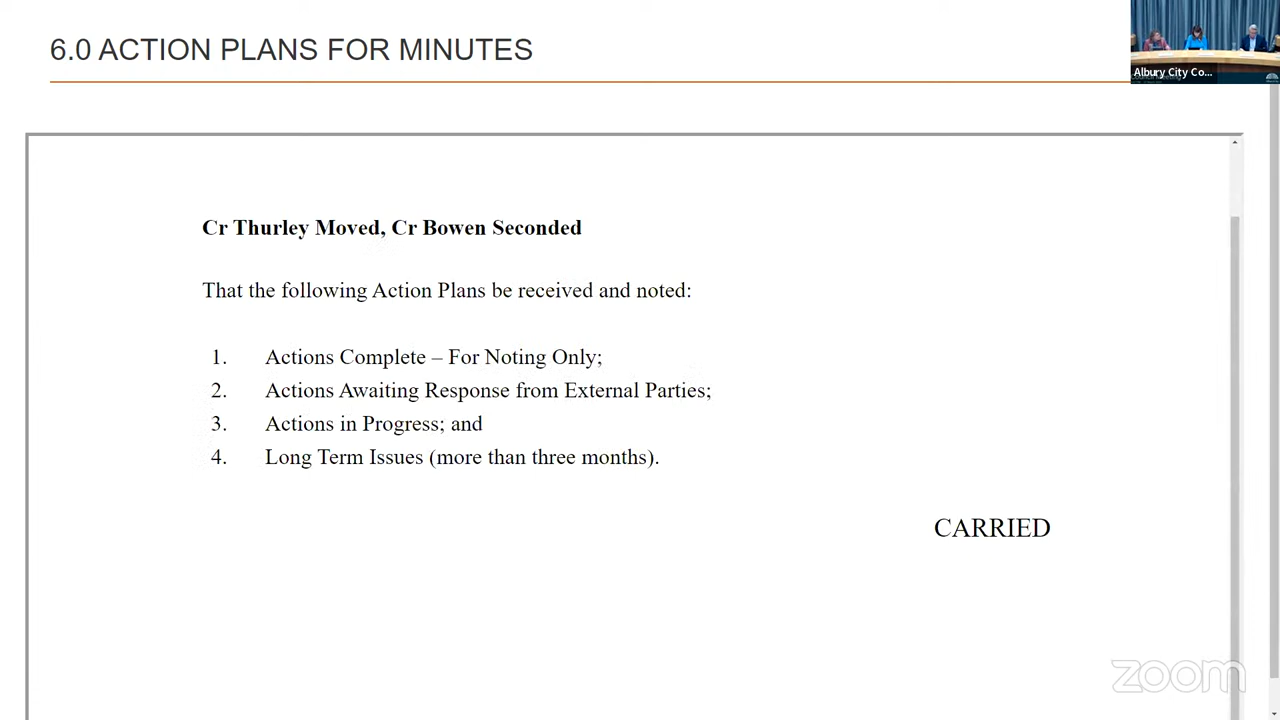 6.0 ACTION PLANS FOR MINUTES
Albury City Co...
Cr Thurley Moved, Cr Bowen Seconded
That the following Action Plans be received and noted:
1. Actions Complete – For Noting Only;
2. Actions Awaiting Response from External Parties;
3. Actions in Progress; and
4. Long Term Issues (more than three months).
CARRIED
zoom